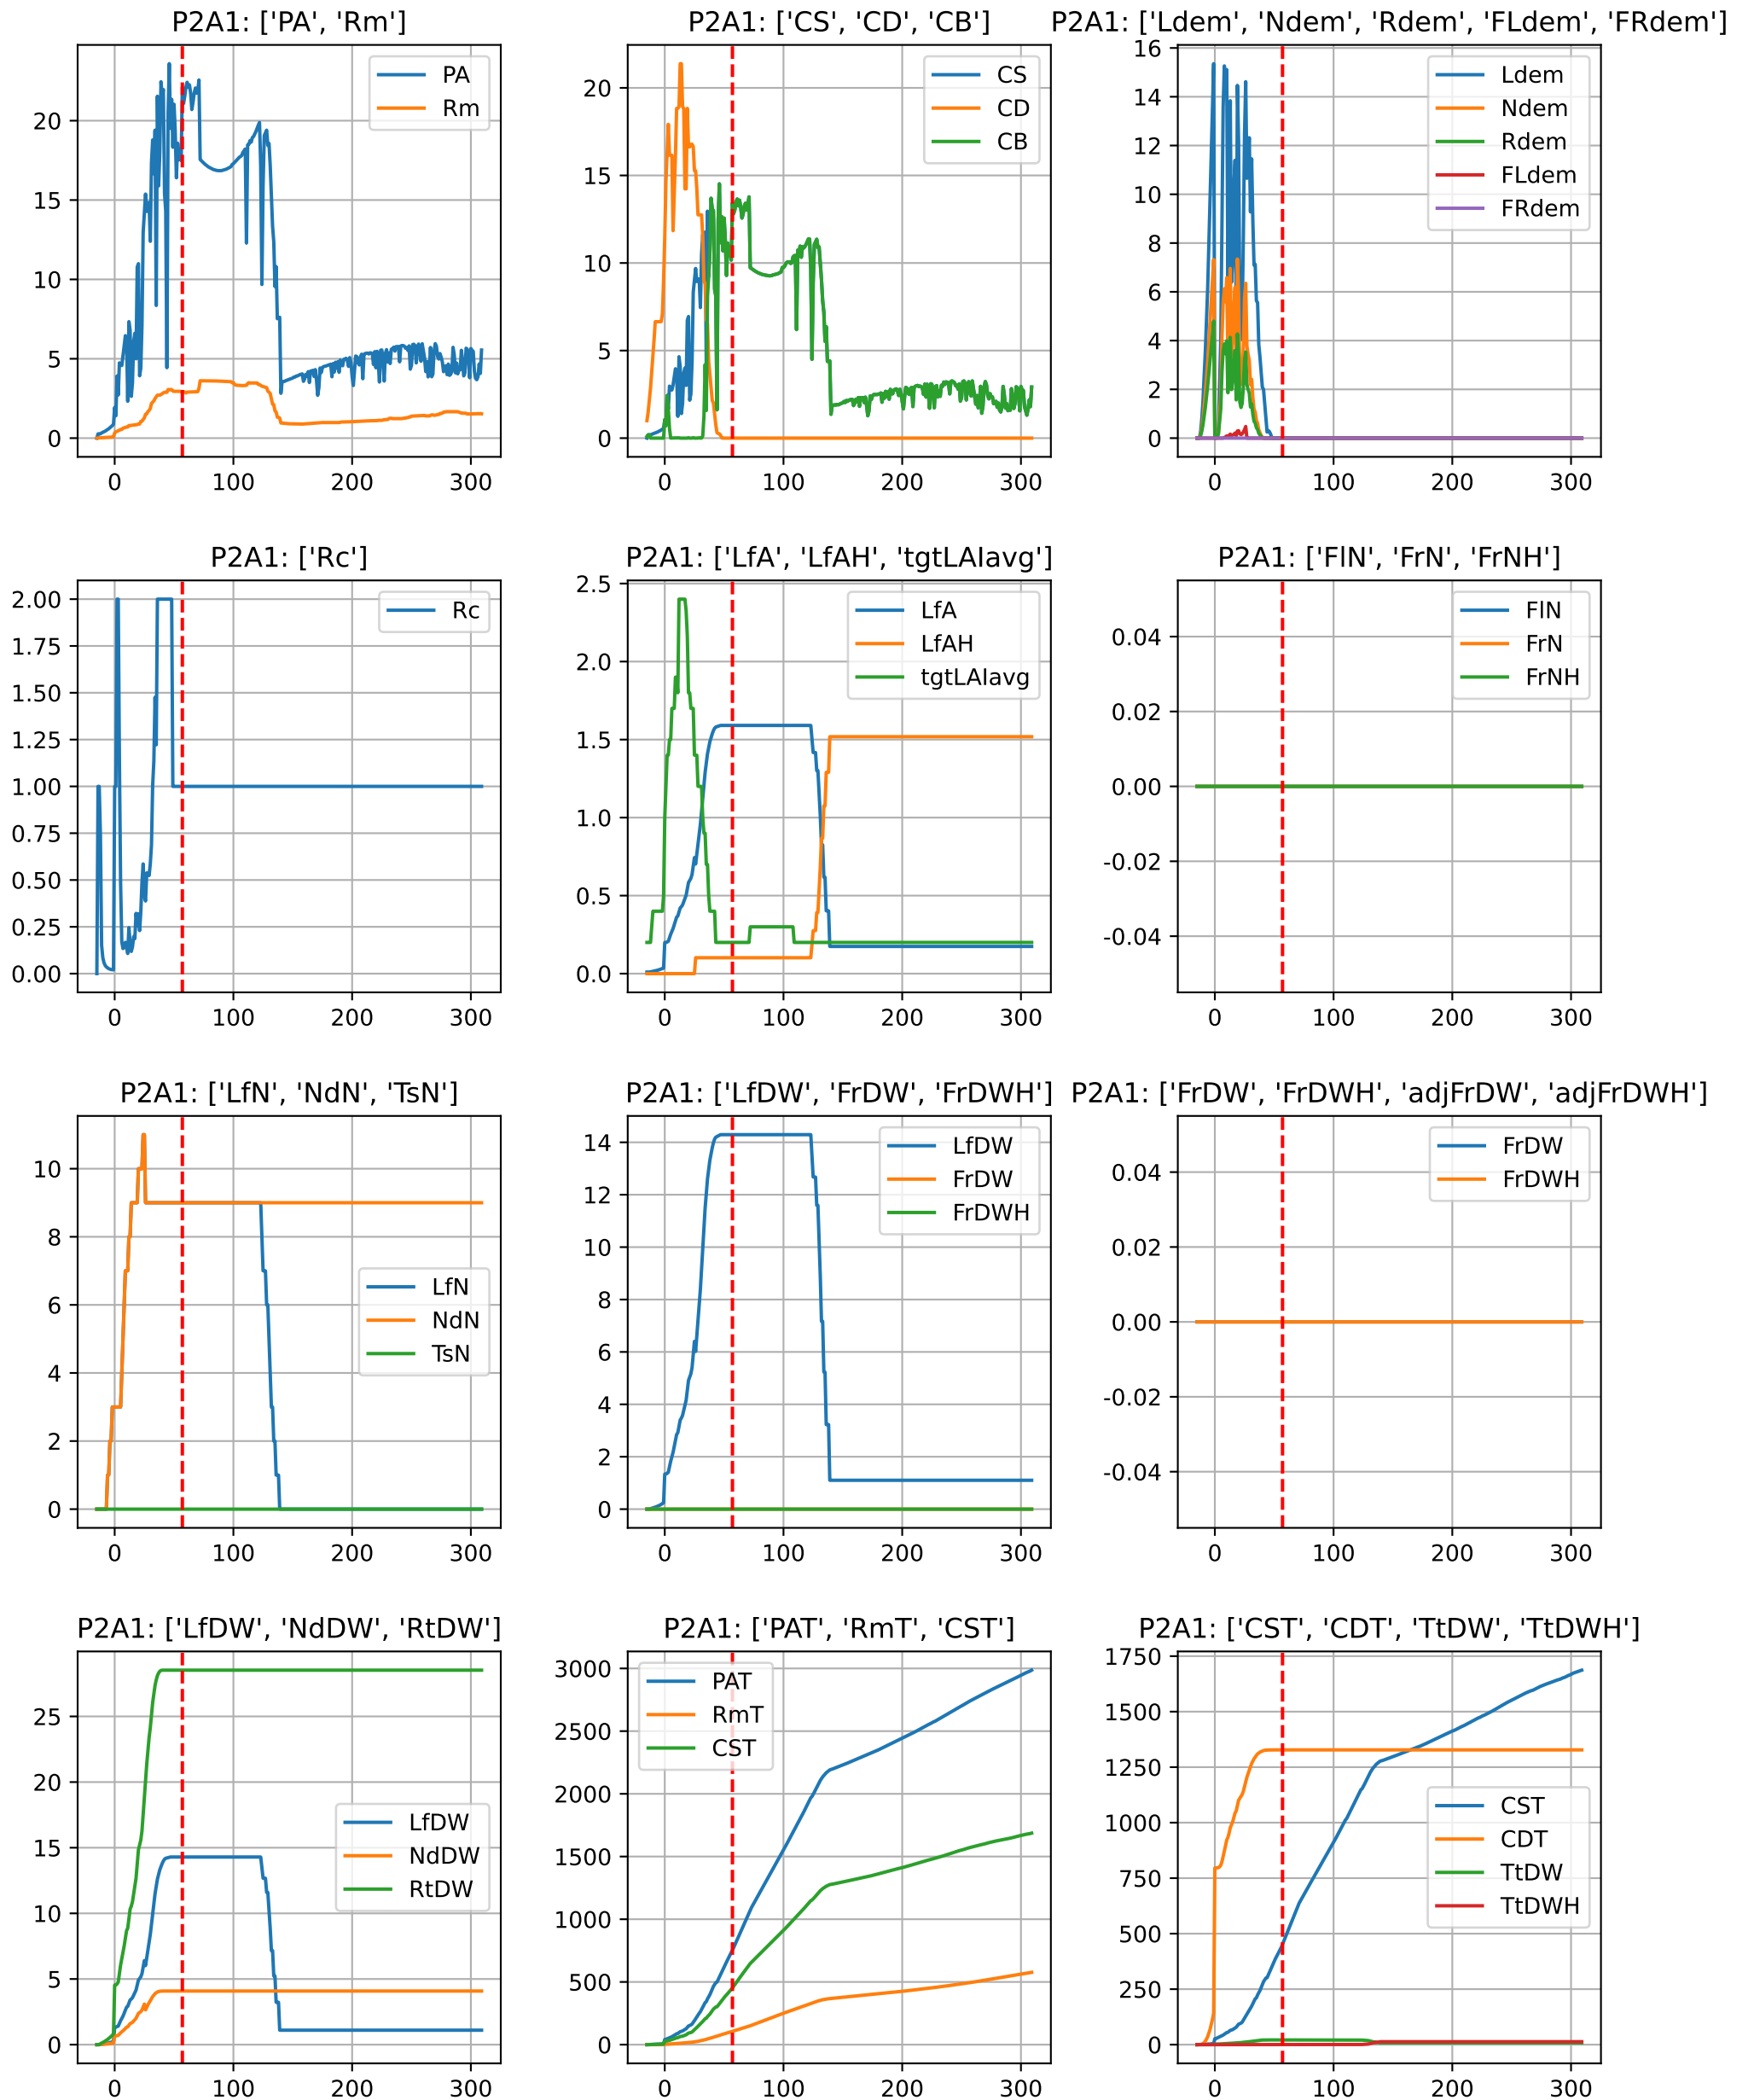 P2A1: ['PA', 'Rm']
PA
Rm
20
15
10
5
0
0 100 200 300
P2A1: ['CS', 'CD', 'CB']
CS
CD
CB
20
15
10
5
0
0 100 200 300
P2A1: ['Ldem', 'Ndem', 'Rdem', 'FLdem', 'FRdem']
Ldem
Ndem
Rdem
FLdem
FRdem
16
14
12
10
8
6
4
2
0
0 100 200 300
P2A1: ['Rc']
Rc
2.00
1.75
1.50
1.25
1.00
0.75
0.50
0.25
0.00
0 100 200 300
P2A1: ['LfA', 'LfAH', 'tgtLAIavg']
LfA
LfAH
tgtLAIavg
2.5
2.0
1.5
1.0
0.5
0.0
0 100 200 300
P2A1: ['FlN', 'FrN', 'FrNH']
FlN
FrN
FrNH
0.04
0.02
0.00
-0.02
-0.04
0 100 200 300
P2A1: ['LfN', 'NdN', 'TsN']
LfN
NdN
TsN
10
8
6
4
2
0
0 100 200 300
P2A1: ['LfDW', 'FrDW', 'FrDWH']
LfDW
FrDW
FrDWH
14
12
10
8
6
4
2
0
0 100 200 300
P2A1: ['FrDW', 'FrDWH', 'adjFrDW', 'adjFrDWH']
FrDW
FrDWH
0.04
0.02
0.00
-0.02
-0.04
0 100 200 300
P2A1: ['LfDW', 'NdDW', 'RtDW']
LfDW
NdDW
RtDW
25
20
15
10
5
0
0 100 200 300
P2A1: ['PAT', 'RmT', 'CST']
PAT
RmT
CST
3000
2500
2000
1500
1000
500
0
0 100 200 300
P2A1: ['CST', 'CDT', 'TtDW', 'TtDWH']
CST
CDT
TtDW
TtDWH
1750
1500
1250
1000
750
500
250
0
0 100 200 300